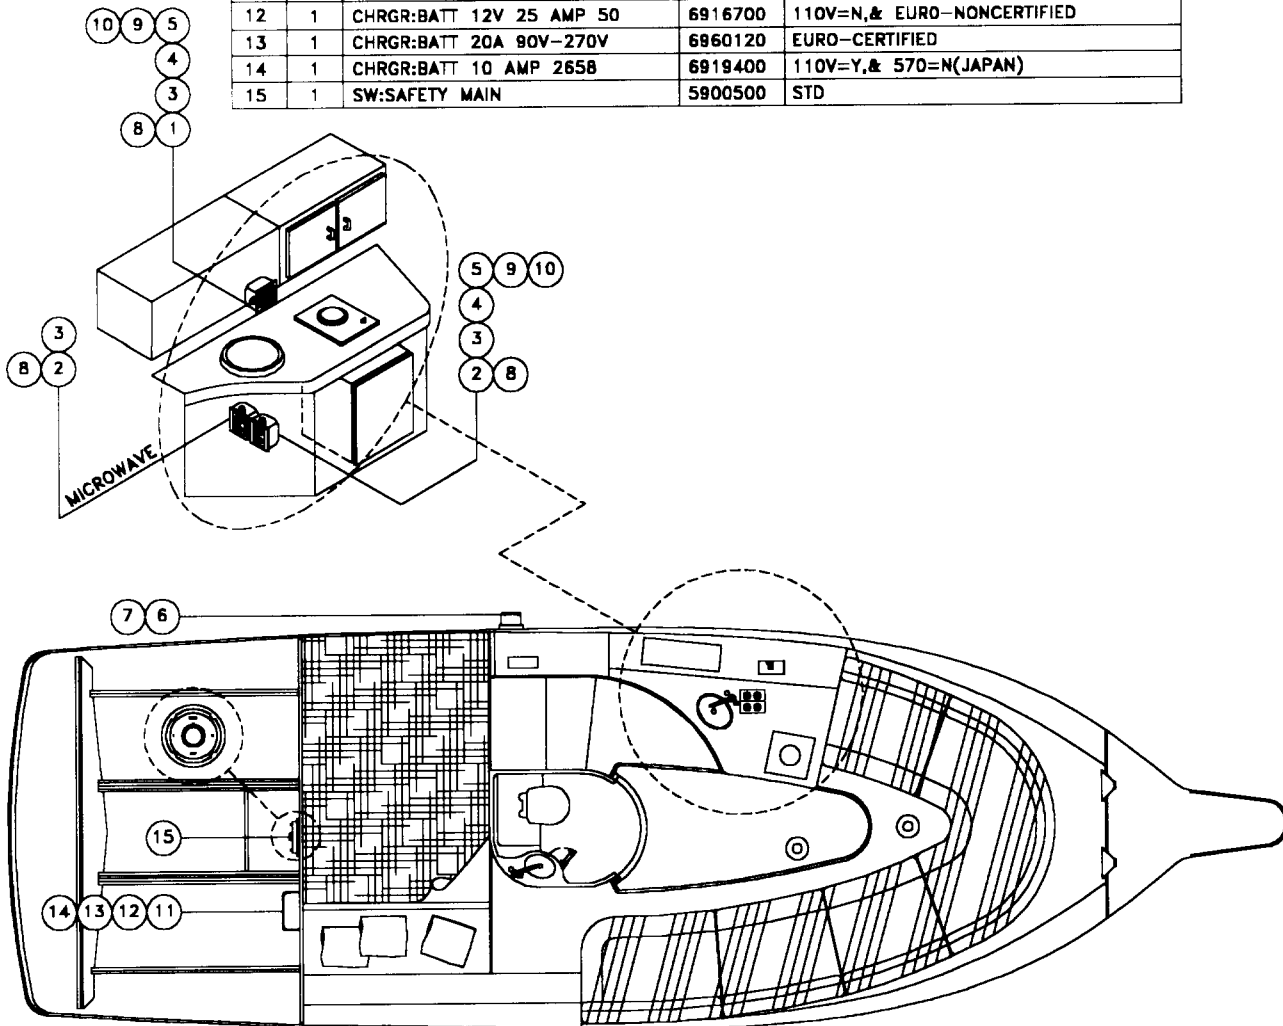 12 1 CHRGR:BATT 12V 25 AMP 50 6916700 110V=N,& EURO-NONCERTIFIED
13 1 CHRGR:BATT 20A 90V-270V 6960120 EURO-CERTIFIED
14 1 CHRGR:BATT 10 AMP 2658 6919400 110V=Y,& 570=N(JAPAN)
15 1 SW:SAFETY MAIN 5900500 STD
10 9 5
4
3
8 1
5 9 10
4
3
2 8
3
8 2
MICROWAVE
7 6
15
14 13 12 11